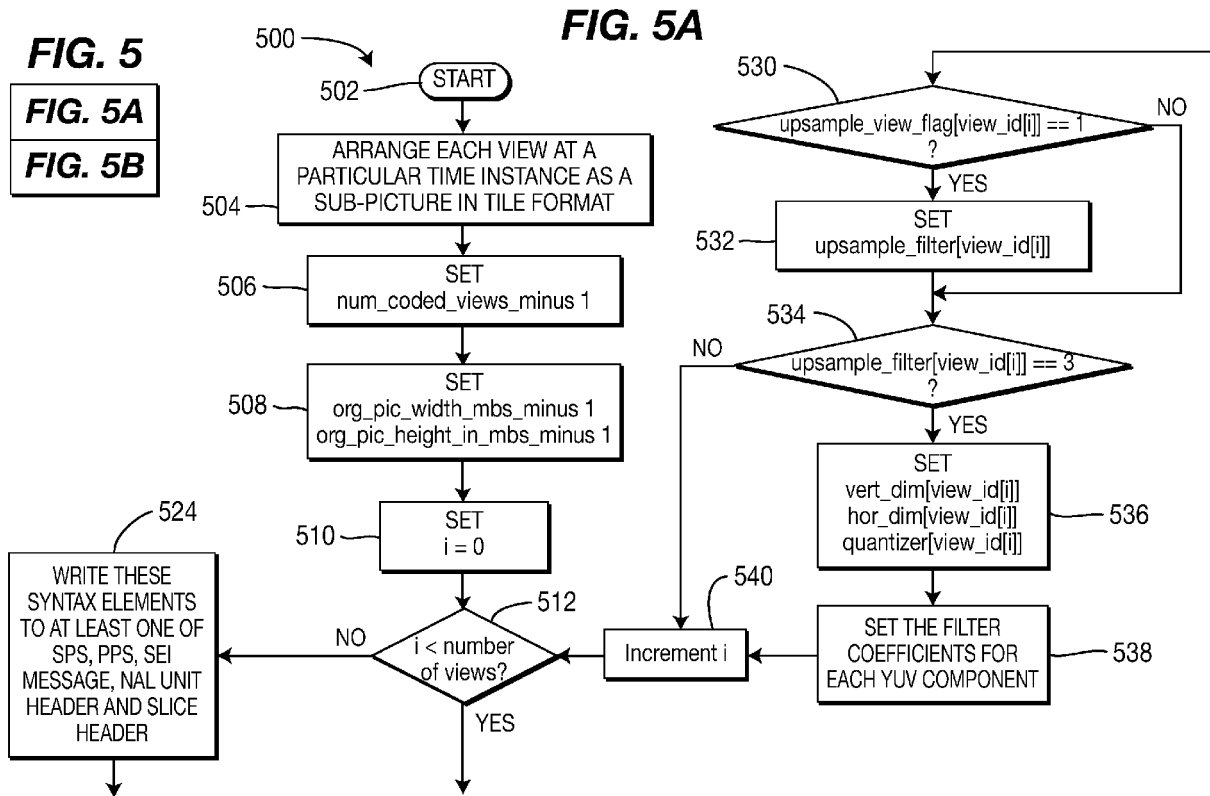 FIG. 5
FIG. 5A
FIG. 5B
FIG. 5A
500
502
START
504
ARRANGE EACH VIEW AT A
PARTICULAR TIME INSTANCE AS A
SUB-PICTURE IN TILE FORMAT
506
SET
num_coded_views_minus 1
508
SET
org_pic_width_mbs_minus 1
org_pic_height_in_mbs_minus 1
510
SET
i = 0
512
i < number
of views?
NO
YES
524
WRITE THESE
SYNTAX ELEMENTS
TO AT LEAST ONE OF
SPS, PPS, SEI
MESSAGE, NAL UNIT
HEADER AND SLICE
HEADER
530
upsample_view_flag[view_id[i]] == 1
?
NO
YES
532
SET
upsample_filter[view_id[i]]
534
upsample_filter[view_id[i]] == 3
?
NO
YES
SET
vert_dim[view_id[i]]
hor_dim[view_id[i]]
quantizer[view_id[i]]
536
SET THE FILTER
COEFFICIENTS FOR
EACH YUV COMPONENT
538
540
Increment i